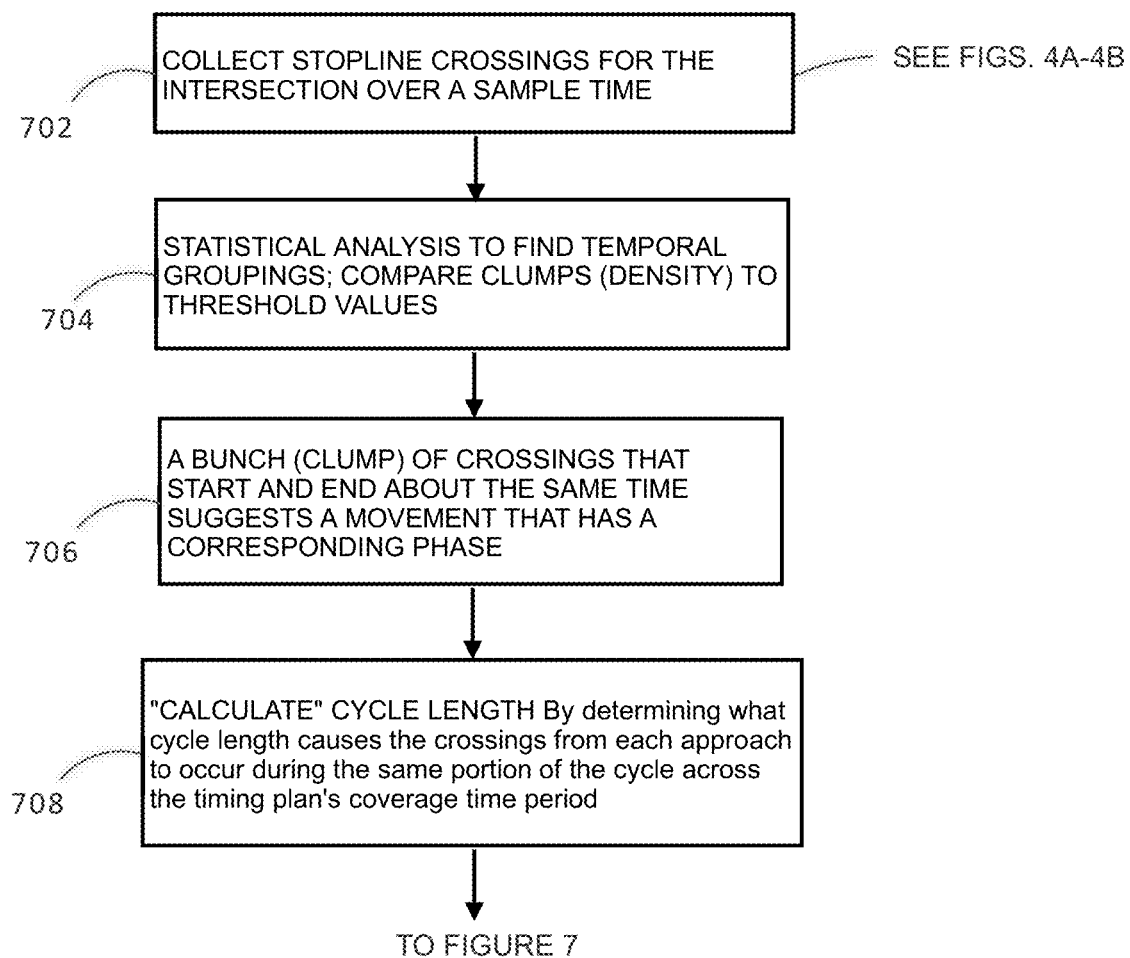 COLLECT STOPLINE CROSSINGS FOR THE
INTERSECTION OVER A SAMPLE TIME
SEE FIGS. 4A-4B
702
STATISTICAL ANALYSIS TO FIND TEMPORAL
GROUPINGS; COMPARE CLUMPS (DENSITY) TO
THRESHOLD VALUES
704
A BUNCH (CLUMP) OF CROSSINGS THAT
START AND END ABOUT THE SAME TIME
SUGGESTS A MOVEMENT THAT HAS A
CORRESPONDING PHASE
706
"CALCULATE" CYCLE LENGTH By determining what
cycle length causes the crossings from each approach
to occur during the same portion of the cycle across
the timing plan's coverage time period
708
TO FIGURE 7